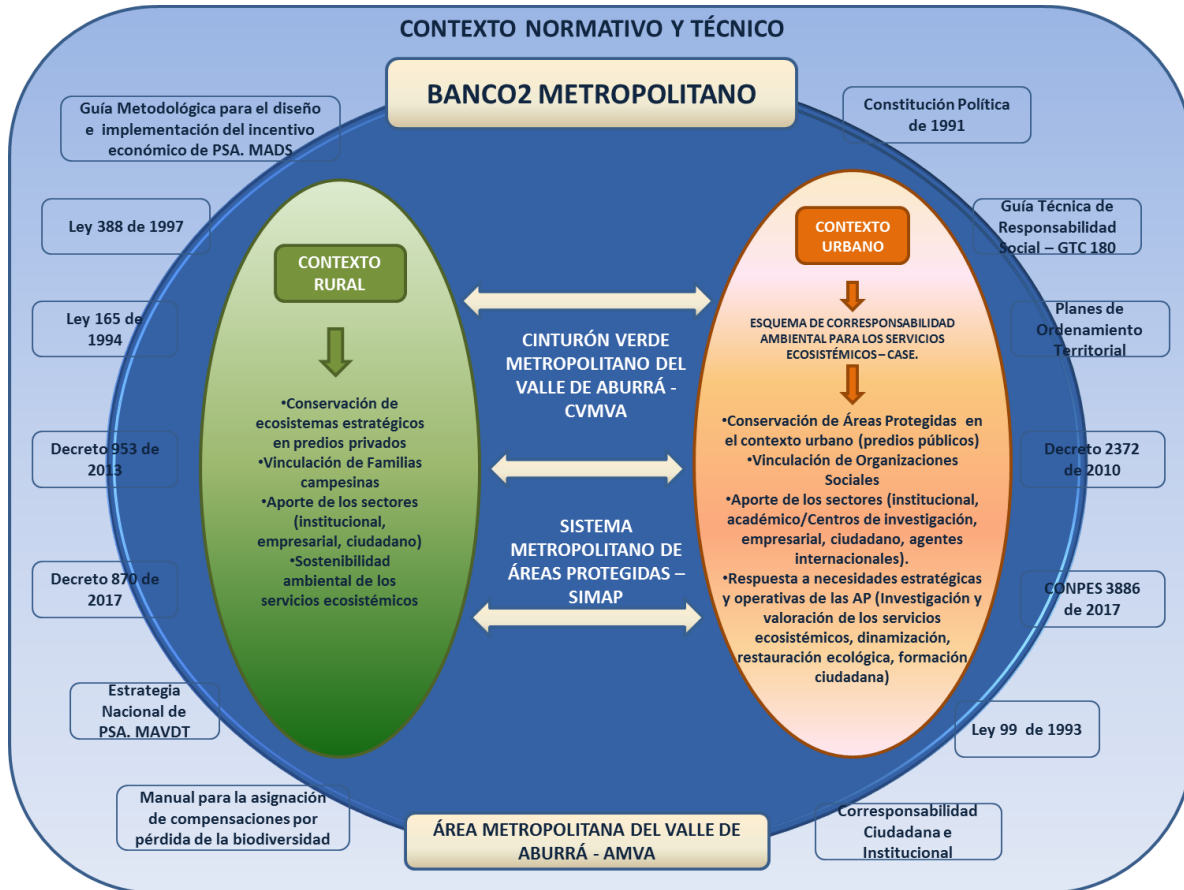 CONTEXTO NORMATIVO Y TÉCNICO
BANCO2 METROPOLITANO
Guía Metodológica para el diseño
e implementación del incentivo
económico de PSA. MADS
Ley 388 de 1997
Ley 165 de
1994
Decreto 953 de
2013
Decreto 870 de
2017
Estrategia
Nacional de
PSA. MAVDT
Manual para la asignación
de compensaciones por
pérdida de la biodiversidad
CONTEXTO
RURAL
•Conservación de
ecosistemas estratégicos
en predios privados
•Vinculación de Familias
campesinas
•Aporte de los sectores
(institucional,
empresarial, ciudadano)
•Sostenibilidad
ambiental de los
servicios ecosistémicos
CINTURÓN VERDE
METROPOLITANO DEL
VALLE DE ABURRÁ -
CVMVA
SISTEMA
METROPOLITANO DE
ÁREAS PROTEGIDAS –
SIMAP
CONTEXTO
URBANO
ESQUEMA DE CORRESPONSABILIDAD
AMBIENTAL PARA LOS SERVICIOS
ECOSISTÉMICOS – CASE.
•Conservación de Áreas Protegidas en
el contexto urbano (predios públicos)
•Vinculación de Organizaciones
Sociales
•Aporte de los sectores (institucional,
académico/Centros de investigación,
empresarial, ciudadano, agentes
internacionales).
•Respuesta a necesidades estratégicas
y operativas de las AP (Investigación y
valoración de los servicios
ecosistémicos, dinamización,
restauración ecológica, formación
ciudadana)
Constitución Política
de 1991
Guía Técnica de
Responsabilidad
Social – GTC 180
Planes de
Ordenamiento
Territorial
Decreto 2372
de 2010
CONPES 3886
de 2017
Ley 99 de 1993
Corresponsabilidad
Ciudadana e
Institucional
ÁREA METROPOLITANA DEL VALLE DE
ABURRÁ - AMVA